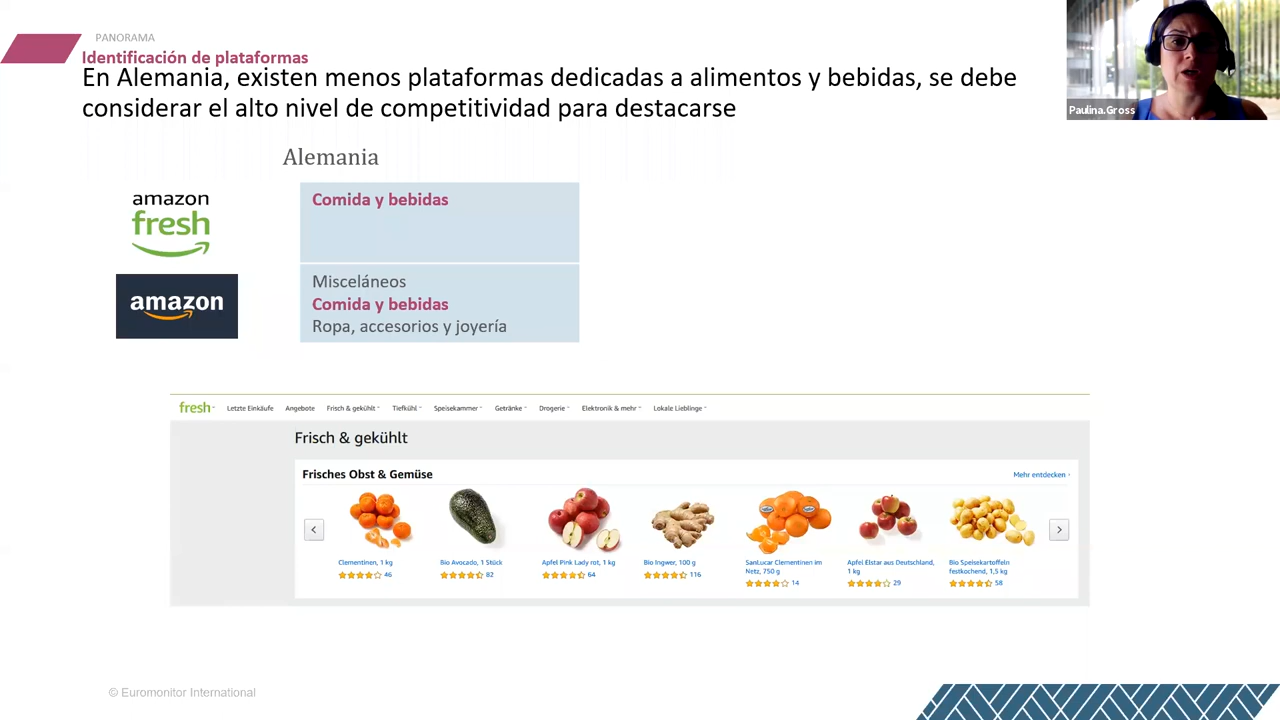 PANORAMA
Identificación de plataformas
En Alemania, existen menos plataformas dedicadas a alimentos y bebidas, se debe
considerar el alto nivel de competitividad para destacarse
Paulina.Gross
Alemania
amazon
fresh
Comida y bebidas
amazon
Misceláneos
Comida y bebidas
Ropa, accesorios y joyería
fresh Letzte Einkäufe Angebote Frisch & gekühlt Tiefkühl Speisekammer Getränke Drogerie Elektronik & mehr Lokale Lieblinge
Frisch & gekühlt
Frisches Obst & Gemüse Mehr entdecken
Clementinen, 1 kg
46
Bio Avocado, 1 Stück
82
Apfel Pink Lady rot, 1 kg
64
Bio Ingwer, 100 g
116
SanLucar Clementinen im
Netz, 750 g
14
Apfel Elstar aus Deutschland,
1 kg
29
Bio Speisekartoffeln
festkochend, 1,5 kg
58
© Euromonitor International